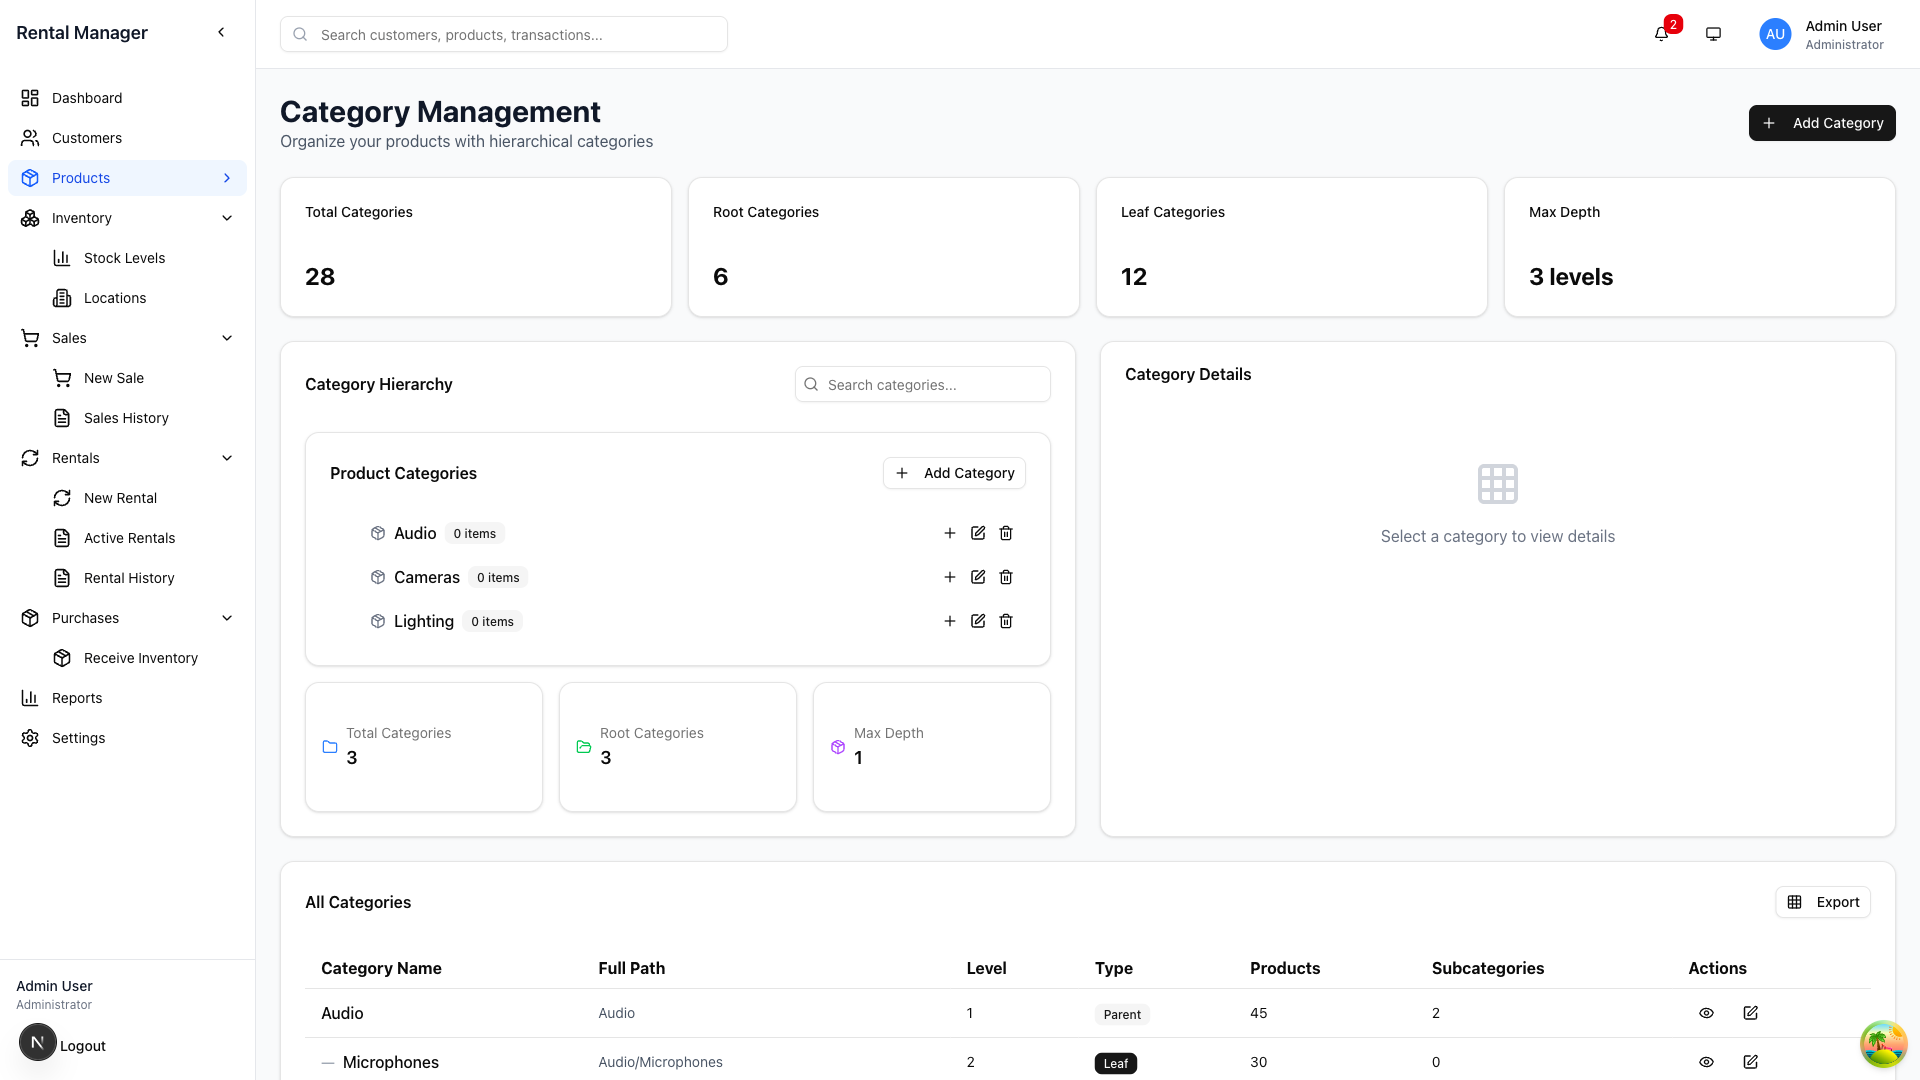 Rental Manager
Search customers, products, transactions...
2
AU
Admin User
Administrator
Dashboard
Customers
Products
Inventory
Stock Levels
Locations
Sales
New Sale
Sales History
Rentals
New Rental
Active Rentals
Rental History
Purchases
Receive Inventory
Reports
Settings
Admin User
Administrator
N
Logout
Category Management
Organize your products with hierarchical categories
Add Category
Total Categories
28
Root Categories
6
Leaf Categories
12
Max Depth
3 levels
Category Hierarchy
Search categories...
Product Categories
Add Category
Audio 0 items
Cameras 0 items
Lighting 0 items
Total Categories
3
Root Categories
3
Max Depth
1
Category Details
Select a category to view details
All Categories
Export
Category Name Full Path Level Type Products Subcategories Actions
Audio Audio 1 Parent 45 2
— Microphones Audio/Microphones 2 Leaf 30 0